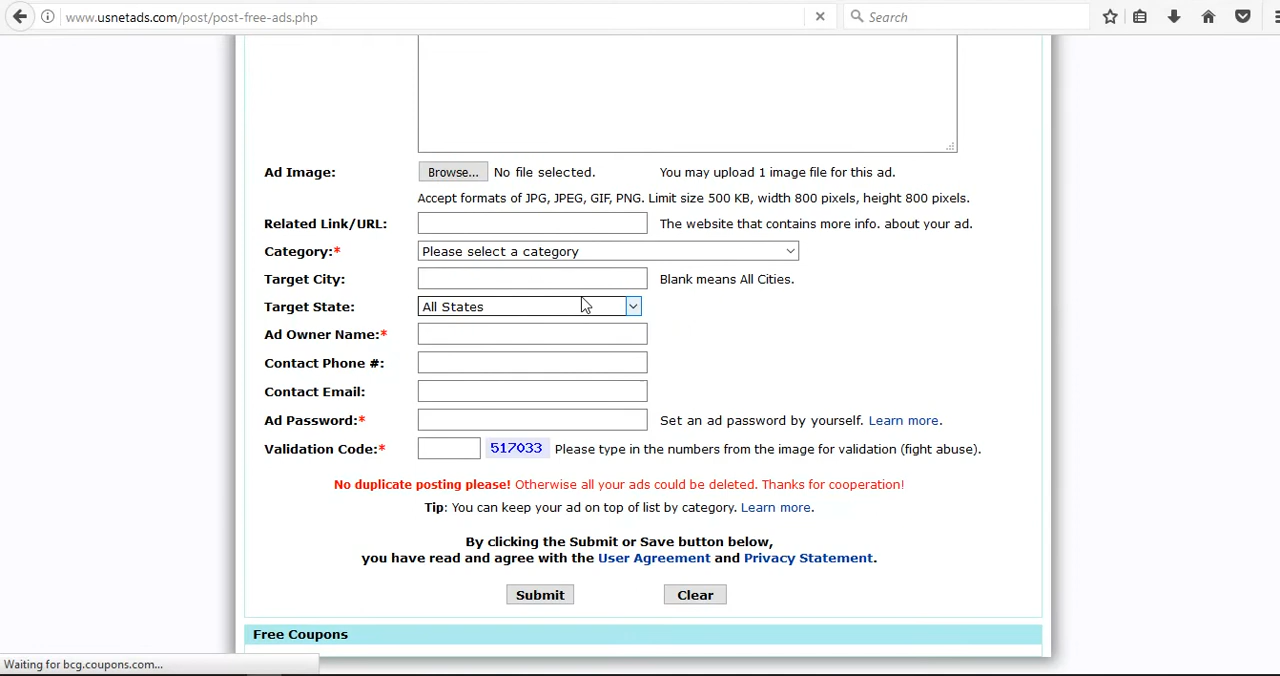 www.usnetads.com/post/post-free-ads.php
Search
Ad Image:
Browse... No file selected. You may upload 1 image file for this ad.
Accept formats of JPG, JPEG, GIF, PNG. Limit size 500 KB, width 800 pixels, height 800 pixels.
Related Link/URL: The website that contains more info. about your ad.
Category:* Please select a category
Target City: Blank means All Cities.
Target State: All States
Ad Owner Name:*
Contact Phone #:
Contact Email:
Ad Password:* Set an ad password by yourself. Learn more.
Validation Code:* 517033 Please type in the numbers from the image for validation (fight abuse).
No duplicate posting please! Otherwise all your ads could be deleted. Thanks for cooperation!
Tip: You can keep your ad on top of list by category. Learn more.
By clicking the Submit or Save button below,
you have read and agree with the User Agreement and Privacy Statement.
Submit Clear
Free Coupons
Waiting for bcg.coupons.com...